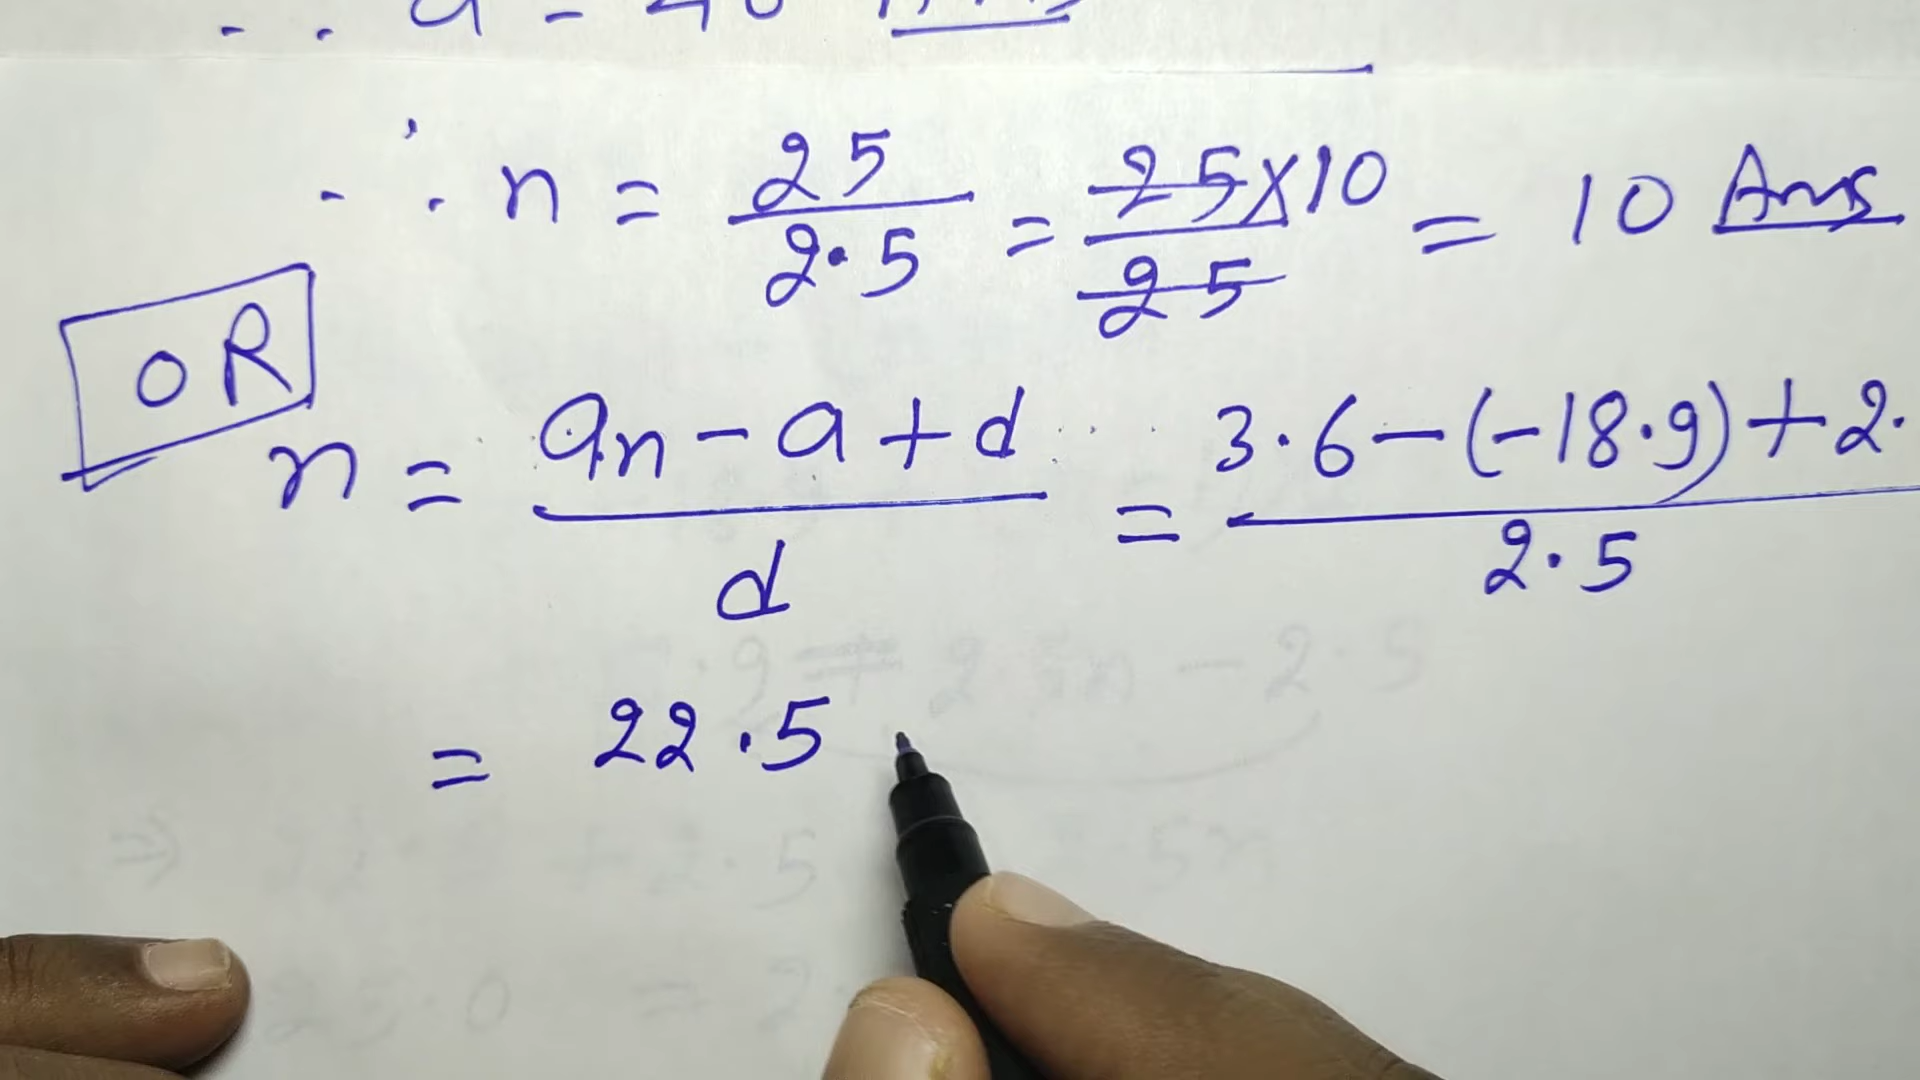 ∴ n = 25/2.5 = 25×10/25 = 10 Ans
OR
n = an - a + d/d = 3.6 - (-18.9) + 2./2.5
= 22.5